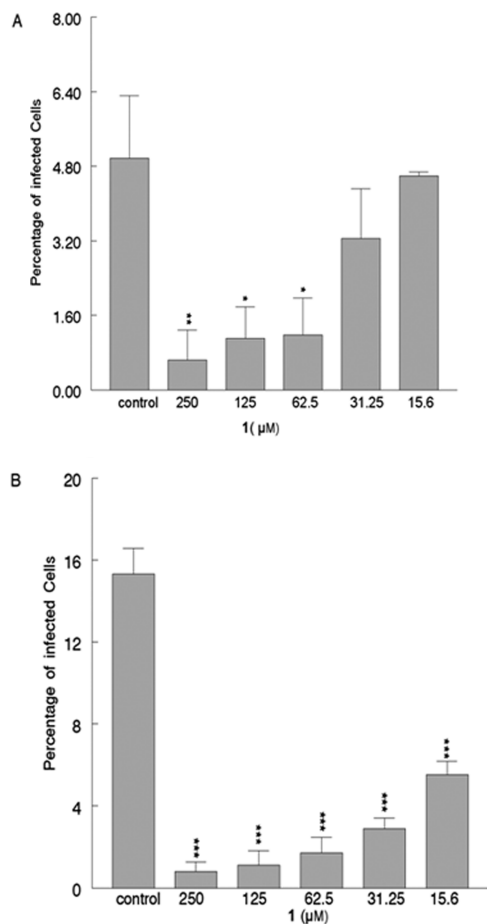 A
8.00
6.40
4.80
3.20
1.60
0.00
Percentage of infected Cells
**
*
*
control 250 125 62.5 31.25 15.6
1( µM)
B
20
16
12
8
4
0
Percentage of infected Cells
***
***
***
***
***
control 250 125 62.5 31.25 15.6
1 (µM)